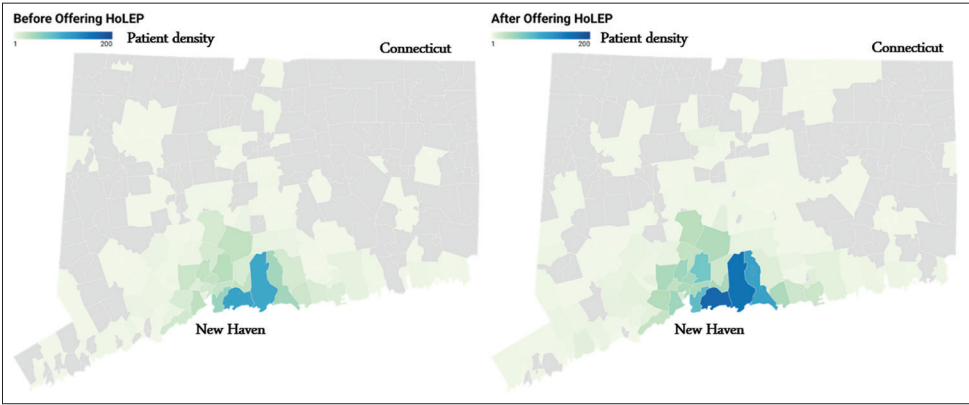 Before Offering HoLEP
1 200 Patient density
Connecticut
New Haven
After Offering HoLEP
1 200 Patient density
Connecticut
New Haven